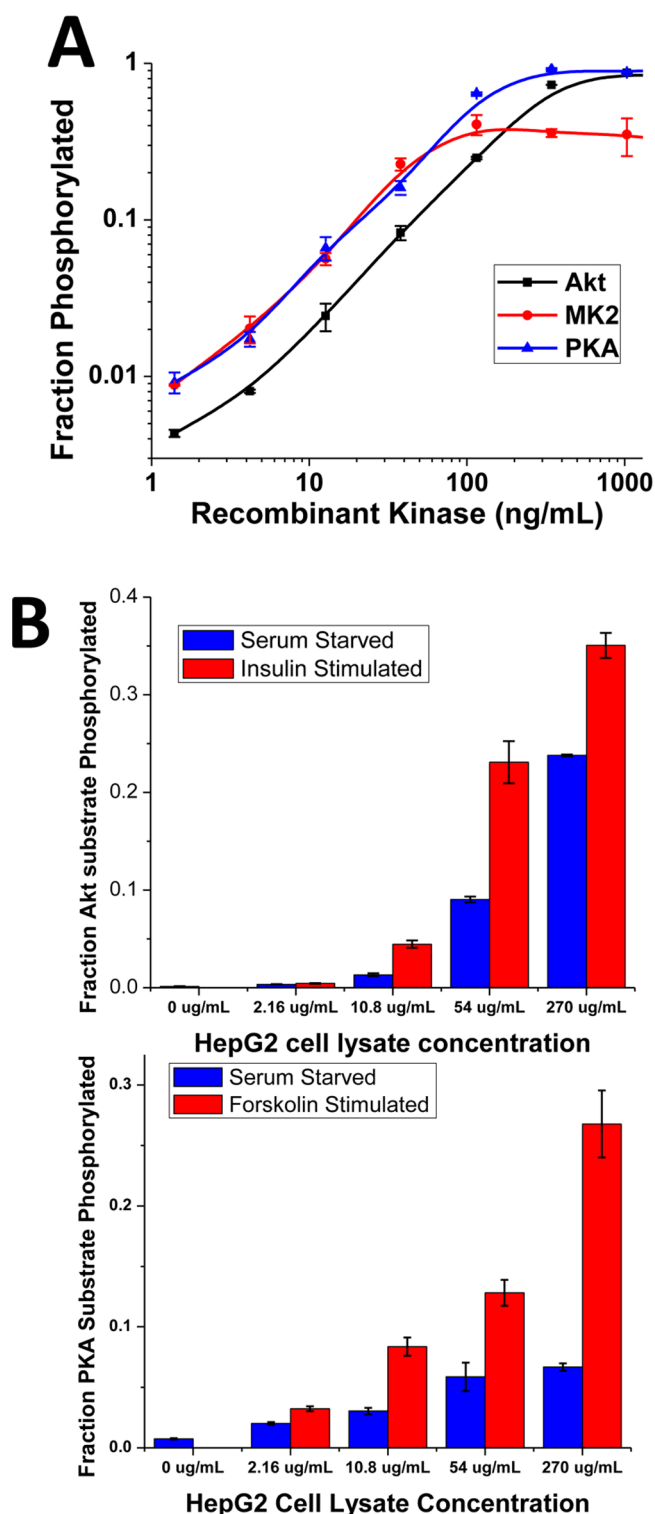 A
Fraction Phosphorylated
1
0.1
0.01
Akt
MK2
PKA
1
10
100
1000
Recombinant Kinase (ng/mL)
B
Fraction Akt substrate Phosphorylated
0.4
0.3
0.2
0.1
0.0
Serum Starved
Insulin Stimulated
0 ug/mL
2.16 ug/mL
10.8 ug/mL
54 ug/mL
270 ug/mL
HepG2 cell lysate concentration
Fraction PKA Substrate Phosphorylated
0.3
0.2
0.1
0.0
Serum Starved
Forskolin Stimulated
0 ug/mL
2.16 ug/mL
10.8 ug/mL
54 ug/mL
270 ug/mL
HepG2 Cell Lysate Concentration